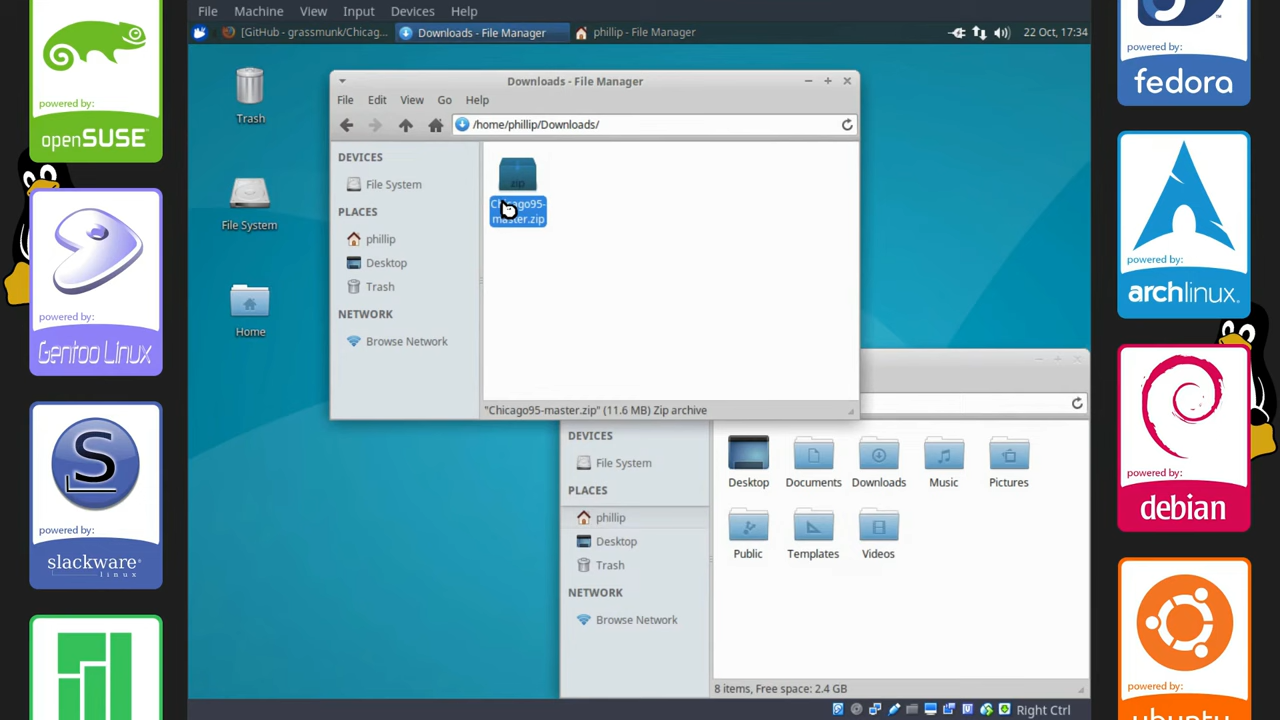 File Machine View Input Devices Help
[GitHub - grassmunk/Chicag...
Downloads - File Manager
phillip - File Manager
22 Oct, 17:34
Trash
File System
Home
Downloads - File Manager
File Edit View Go Help
/home/phillip/Downloads/
DEVICES
File System
PLACES
phillip
Desktop
Trash
NETWORK
Browse Network
zip
Chicago95-
master.zip
"Chicago95-master.zip" (11.6 MB) Zip archive
DEVICES
File System
PLACES
phillip
Desktop
Trash
NETWORK
Browse Network
Desktop
Documents
Downloads
Music
Pictures
Public
Templates
Videos
8 items, Free space: 2.4 GB
Right Ctrl
powered by:
openSUSE
powered by:
Gentoo Linux
powered by:
slackware
linux
powered by:
fedora
powered by:
archlinux
powered by:
debian
powered by:
ubuntu